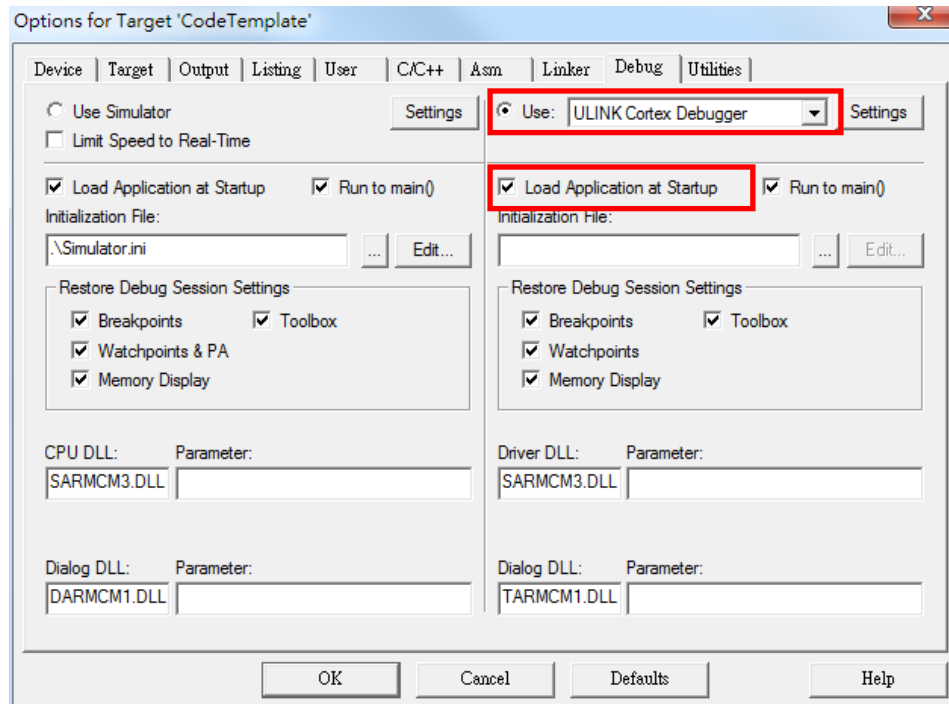 Options for Target 'CodeTemplate'
x
Device Target Output Listing User C/C++ Asm Linker Debug Utilities
Use Simulator Settings Use: ULINK Cortex Debugger Settings
Limit Speed to Real-Time
Load Application at Startup Run to main() Load Application at Startup Run to main()
Initialization File: Initialization File:
.\Simulator.ini ... Edit... ... Edit...
Restore Debug Session Settings Restore Debug Session Settings
Breakpoints Toolbox Breakpoints Toolbox
Watchpoints & PA Watchpoints
Memory Display Memory Display
CPU DLL: Parameter: Driver DLL: Parameter:
SARMCM3.DLL SARMCM3.DLL
Dialog DLL: Parameter: Dialog DLL: Parameter:
DARMCM1.DLL TARMCM1.DLL
OK Cancel Defaults Help